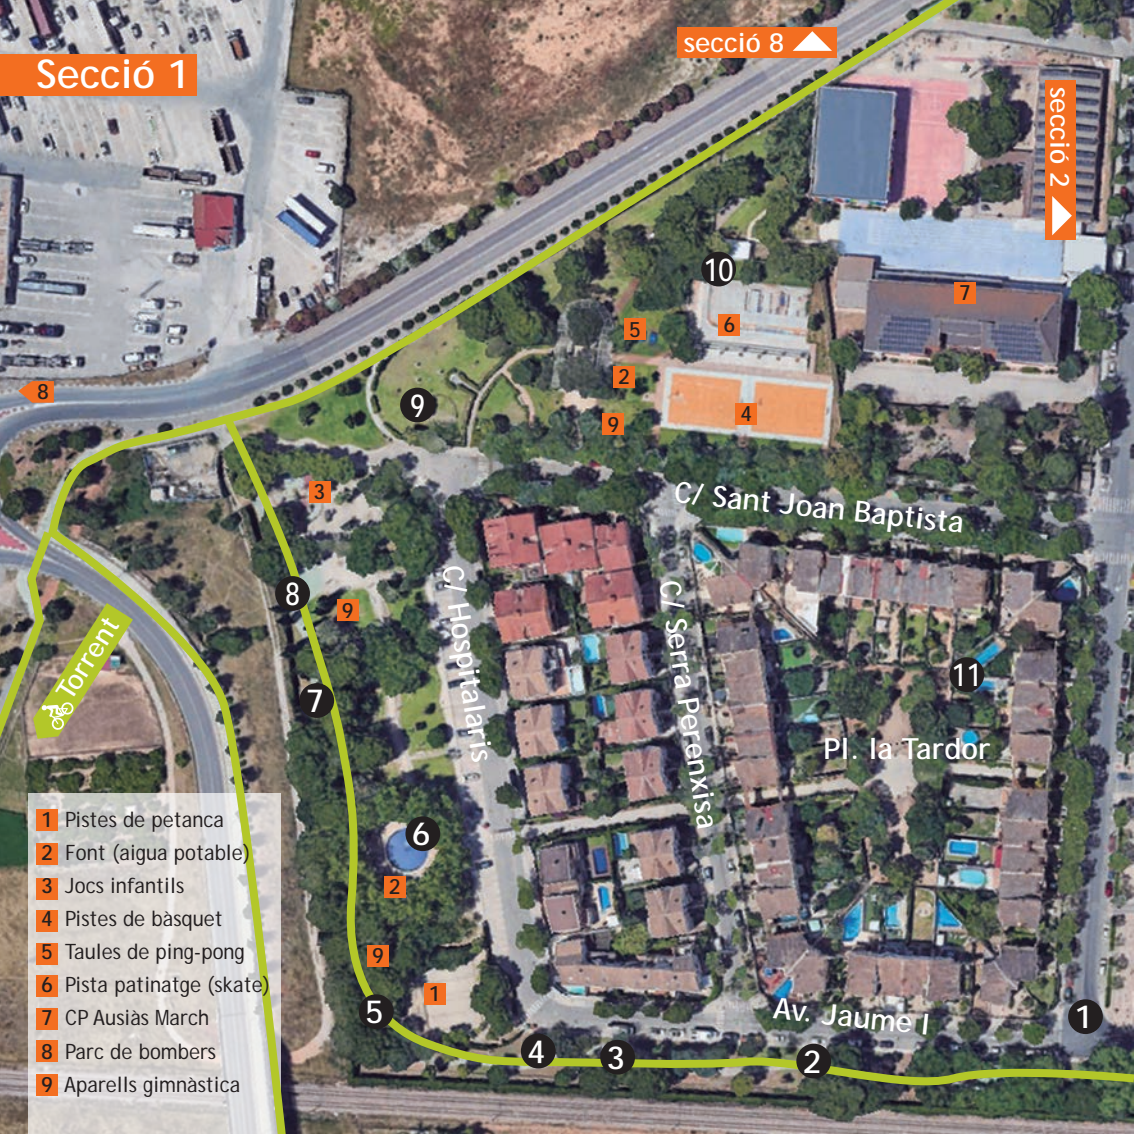 Secció 1
secció 8
secció 2
10
7
5
6
8
2
9
4
9
3
C/ Sant Joan Baptista
8
9
C/ Hospitalaris
C/ Serra Perenxisa
Torrent
7
11
Pl. la Tardor
6
2
9
1
5
Av. Jaume I
1
4
3
2
1 Pistes de petanca
2 Font (aigua potable)
3 Jocs infantils
4 Pistes de bàsquet
5 Taules de ping-pong
6 Pista patinatge (skate)
7 CP Ausiàs March
8 Parc de bombers
9 Aparells gimnàstica